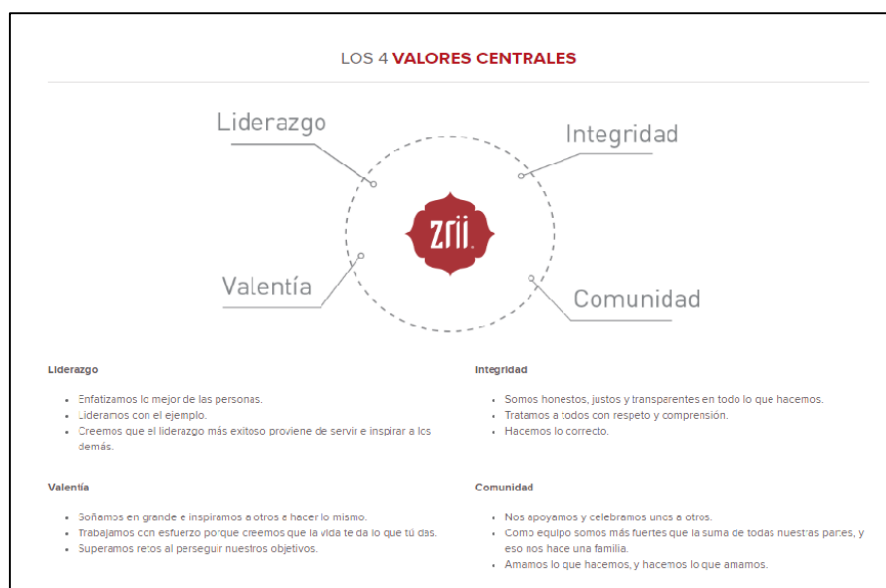 LOS 4 VALORES CENTRALES
Liderazgo
Integridad
zrii.
Valentía
Comunidad
Liderazgo
• Enfatizamos lo mejor de las personas.
• Lideramos con el ejemplo.
• Creemos que el liderazgo más exitoso proviene de servir e inspirar a los
demás.
Integridad
• Somos honestos, justos y transparentes en todo lo que hacemos.
• Tratamos a todos con respeto y comprensión.
• Hacemos lo correcto.
Valentía
• Soñamos en grande e inspiramos a otros a hacer lo mismo.
• Trabajamos con esfuerzo porque creemos que la vida te da lo que tú das.
• Superamos retos al perseguir nuestros objetivos.
Comunidad
• Nos apoyamos y celebramos unos a otros.
• Como equipo somos más fuertes que la suma de todas nuestras partes, y
eso nos hace una familia.
• Amamos lo que hacemos, y hacemos lo que amamos.